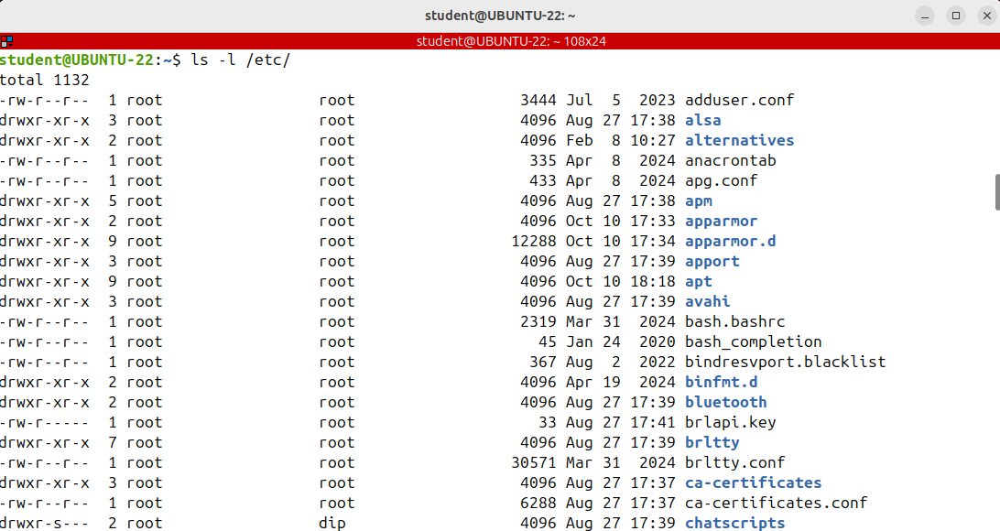 student@UBUNTU-22: ~
student@UBUNTU-22: ~ 108x24
student@UBUNTU-22:~$ ls -l /etc/
total 1132
-rw-r--r-- 1 root root 3444 Jul 5 2023 adduser.conf
drwxr-xr-x 3 root root 4096 Aug 27 17:38 alsa
drwxr-xr-x 2 root root 4096 Feb 8 10:27 alternatives
-rw-r--r-- 1 root root 335 Apr 8 2024 anacrontab
-rw-r--r-- 1 root root 433 Apr 8 2024 apg.conf
drwxr-xr-x 5 root root 4096 Aug 27 17:38 apm
drwxr-xr-x 2 root root 4096 Oct 10 17:33 apparmor
drwxr-xr-x 9 root root 12288 Oct 10 17:34 apparmor.d
drwxr-xr-x 3 root root 4096 Aug 27 17:39 apport
drwxr-xr-x 9 root root 4096 Oct 10 18:18 apt
drwxr-xr-x 3 root root 4096 Aug 27 17:39 avahi
-rw-r--r-- 1 root root 2319 Mar 31 2024 bash.bashrc
-rw-r--r-- 1 root root 45 Jan 24 2020 bash_completion
-rw-r--r-- 1 root root 367 Aug 2 2022 bindresvport.blacklist
drwxr-xr-x 2 root root 4096 Apr 19 2024 binfmt.d
drwxr-xr-x 2 root root 4096 Aug 27 17:39 bluetooth
-rw-r----- 1 root root 33 Aug 27 17:41 brlapi.key
drwxr-xr-x 7 root root 4096 Aug 27 17:39 brltty
-rw-r--r-- 1 root root 30571 Mar 31 2024 brltty.conf
drwxr-xr-x 3 root root 4096 Aug 27 17:37 ca-certificates
-rw-r--r-- 1 root root 6288 Aug 27 17:37 ca-certificates.conf
drwxr-s--- 2 root dip 4096 Aug 27 17:39 chatscripts